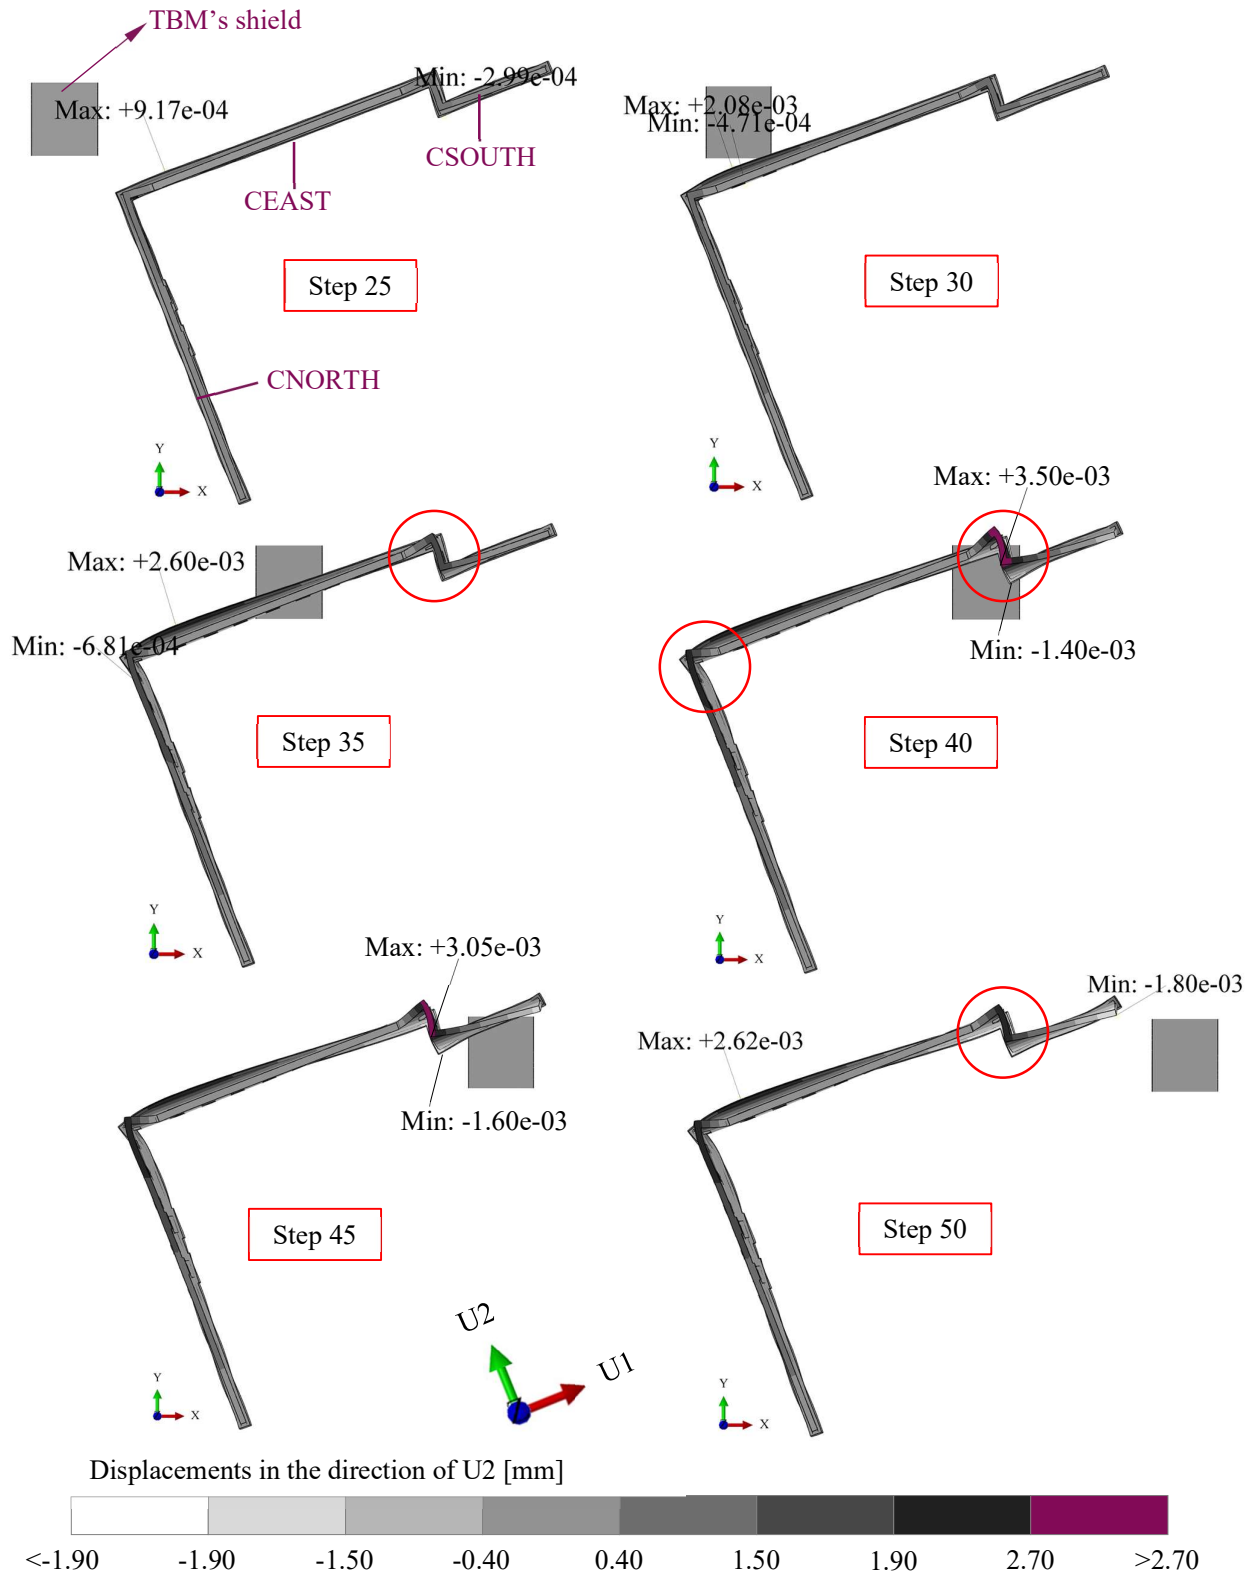 TBM’s shield
Max: +9.17e-04
Min: -2.99e-04
CSOUTH
CEAST
Step 25
CNORTH
Y
X
Max: +2.08e-03
Min: -4.71e-04
Step 30
Y
X
Max: +2.60e-03
Min: -6.81e-04
Step 35
Y
X
Max: +3.50e-03
Min: -1.40e-03
Step 40
Y
X
Max: +3.05e-03
Min: -1.60e-03
Step 45
Y
X
Min: -1.80e-03
Max: +2.62e-03
Step 50
Y
X
U2
U1
Displacements in the direction of U2 [mm]
<-1.90 -1.90 -1.50 -0.40 0.40 1.50 1.90 2.70 >2.70